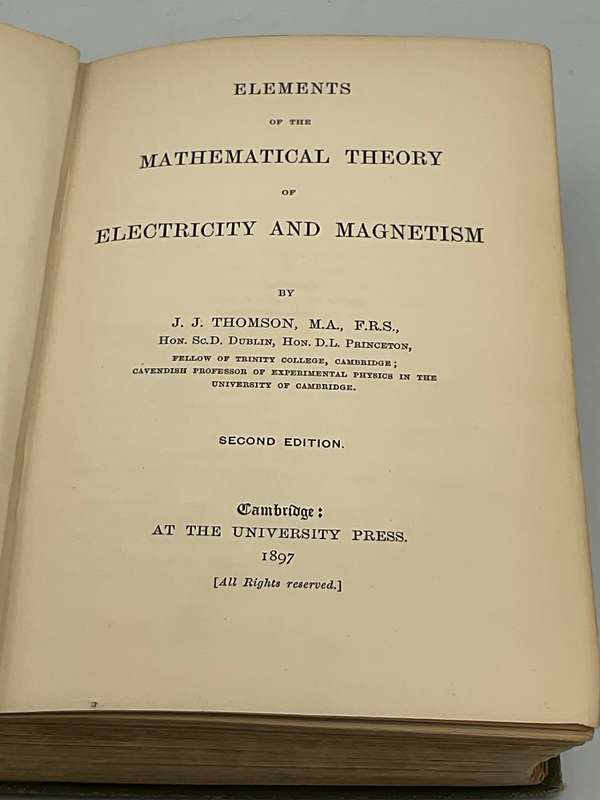 ELEMENTS
OF THE
MATHEMATICAL THEORY
OF
ELECTRICITY AND MAGNETISM
BY
J. J. THOMSON, M.A., F.R.S.,
HON. SC.D. DUBLIN, HON. D.L. PRINCETON,
FELLOW OF TRINITY COLLEGE, CAMBRIDGE;
CAVENDISH PROFESSOR OF EXPERIMENTAL PHYSICS IN THE
UNIVERSITY OF CAMBRIDGE.
SECOND EDITION.
Cambridge:
AT THE UNIVERSITY PRESS.
1897
[All Rights reserved.]